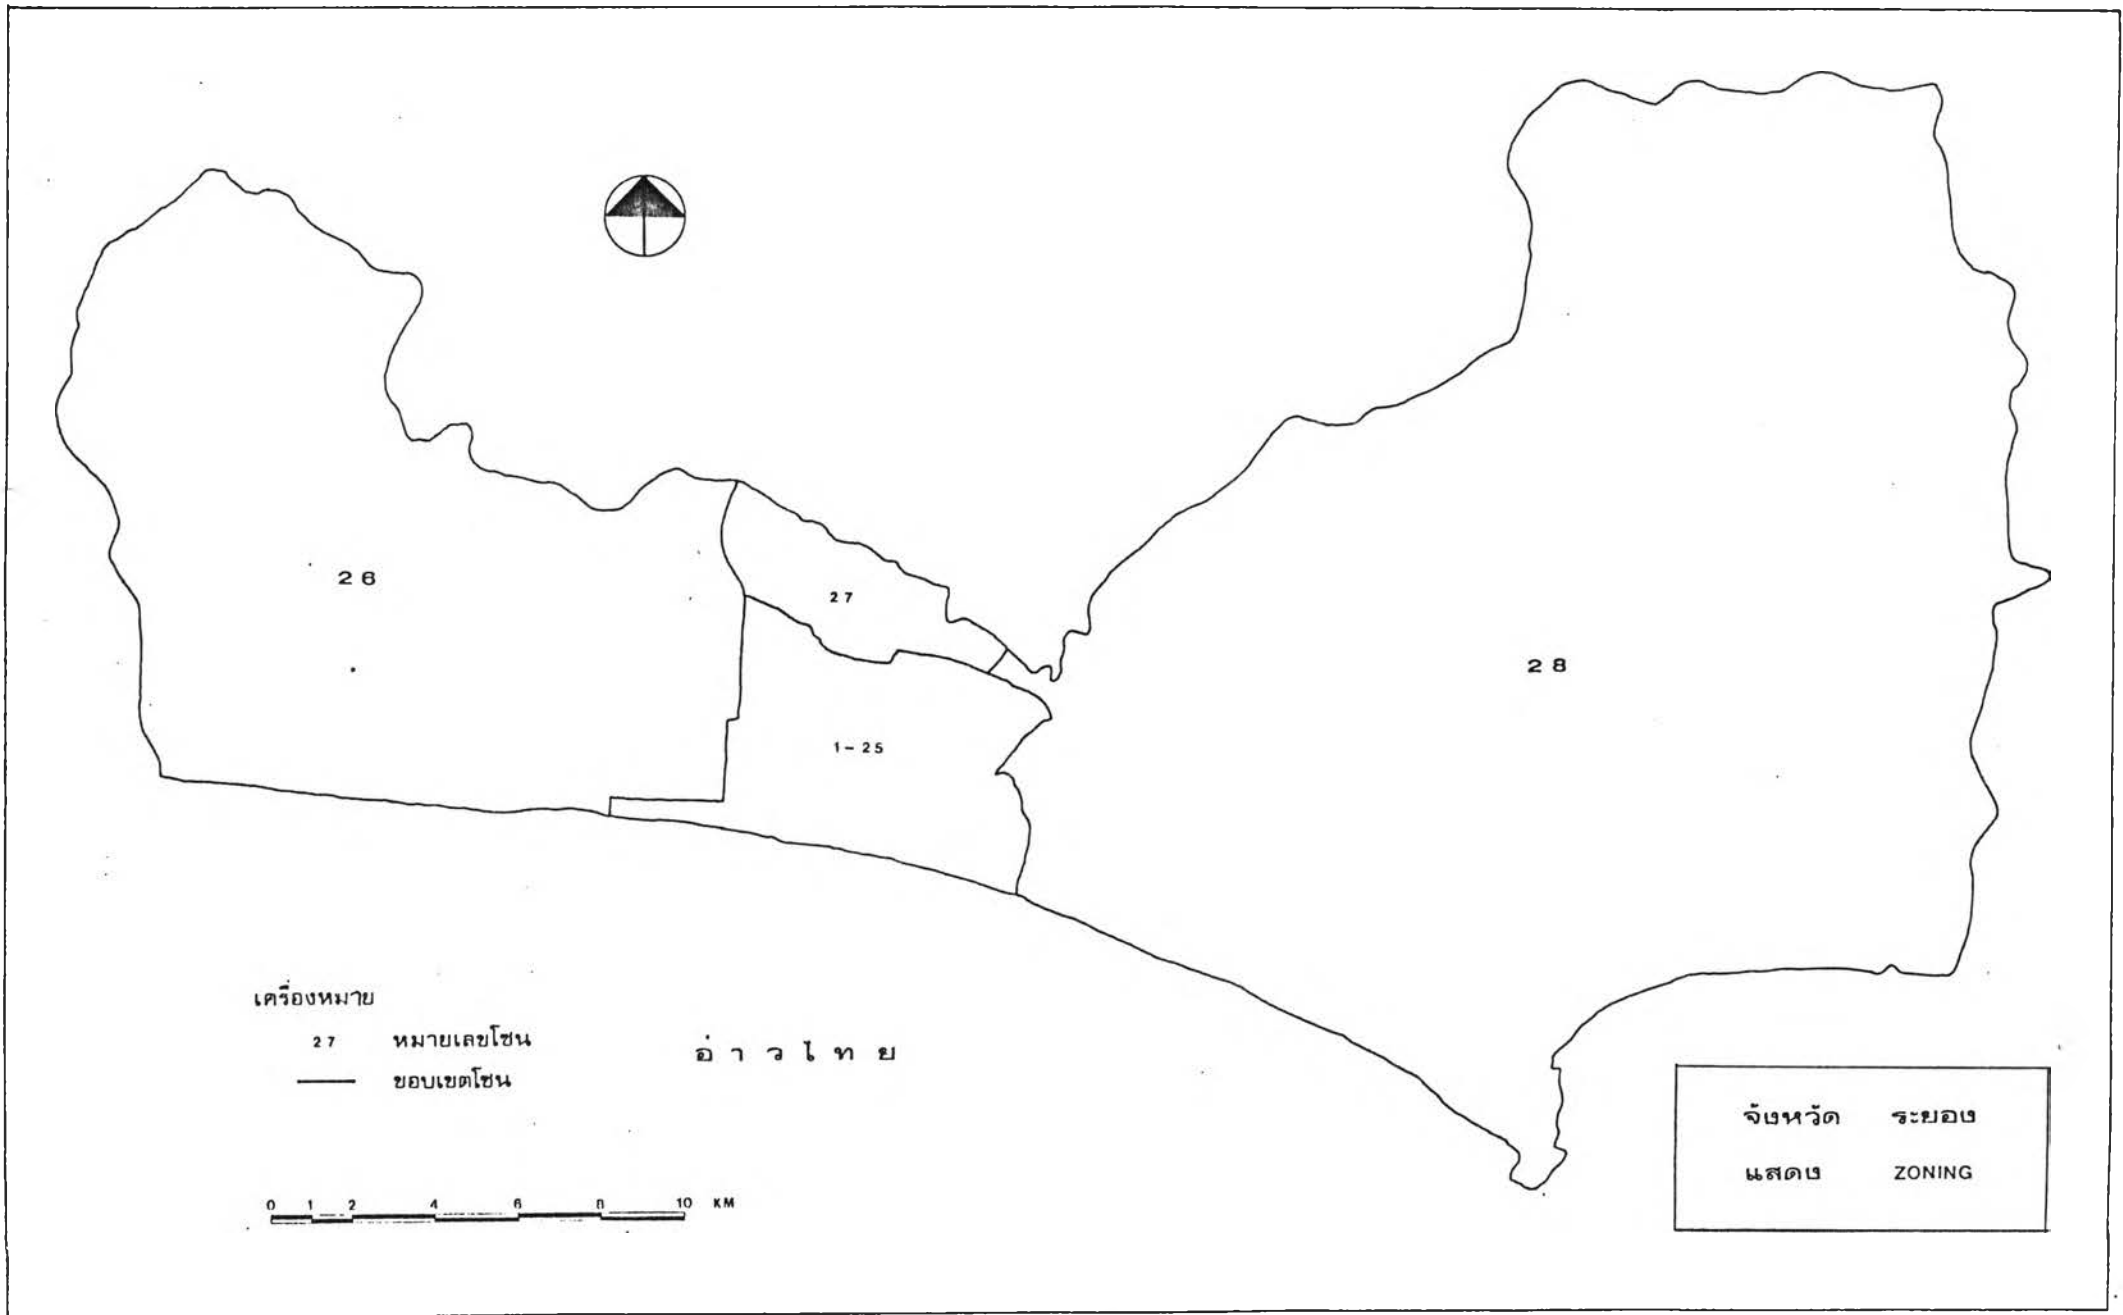 26
27
28
1-25
เครื่องหมาย
27 หมายเลขโซน
ขอบเขตโซน
อ่าวไทย
0 1 2 4 6 8 10 KM
จังหวัด ระยอง
แสดง ZONING